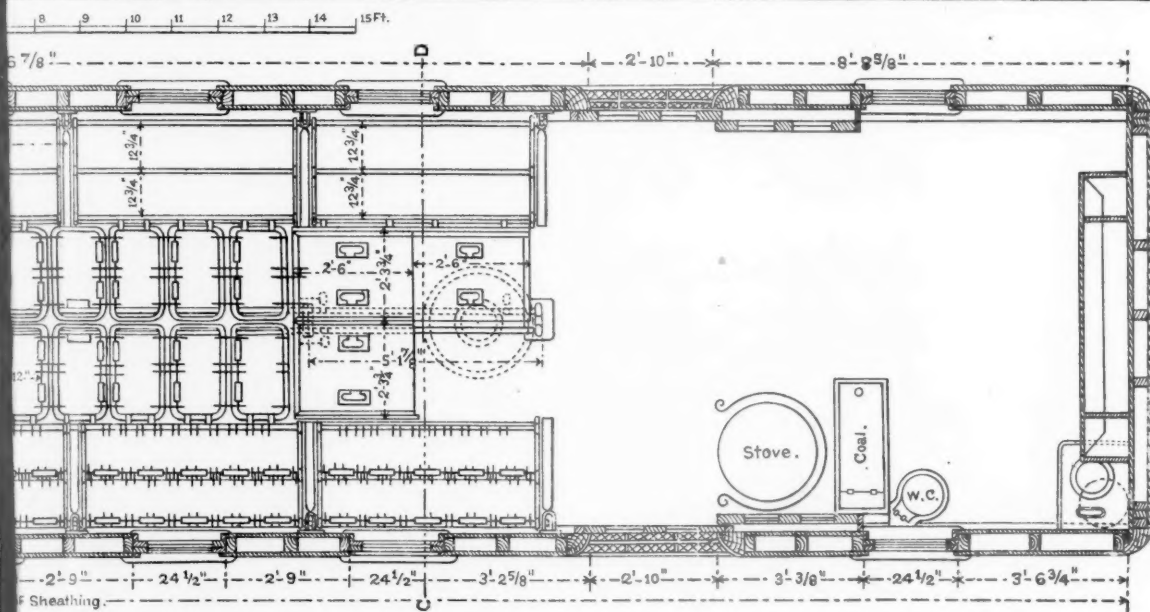 8 9 10 11 12 13 14 15 Ft.
6 7/8" 2'-10" 8'-8 5/8"
D
12 3/4" 12 3/4"
12 3/4" 12 3/4"
2'-6" 2'-3 3/4" 2'-6"
5'-1 7/8"
12" 2'-3 3/4"
Stove.
Coal.
W.C.
2'-9" 24 1/2" 2'-9" 24 1/2" 3'-2 5/8" 2'-10" 3'-3/8" 24 1/2" 3'-6 3/4"
F Sheathing.
C